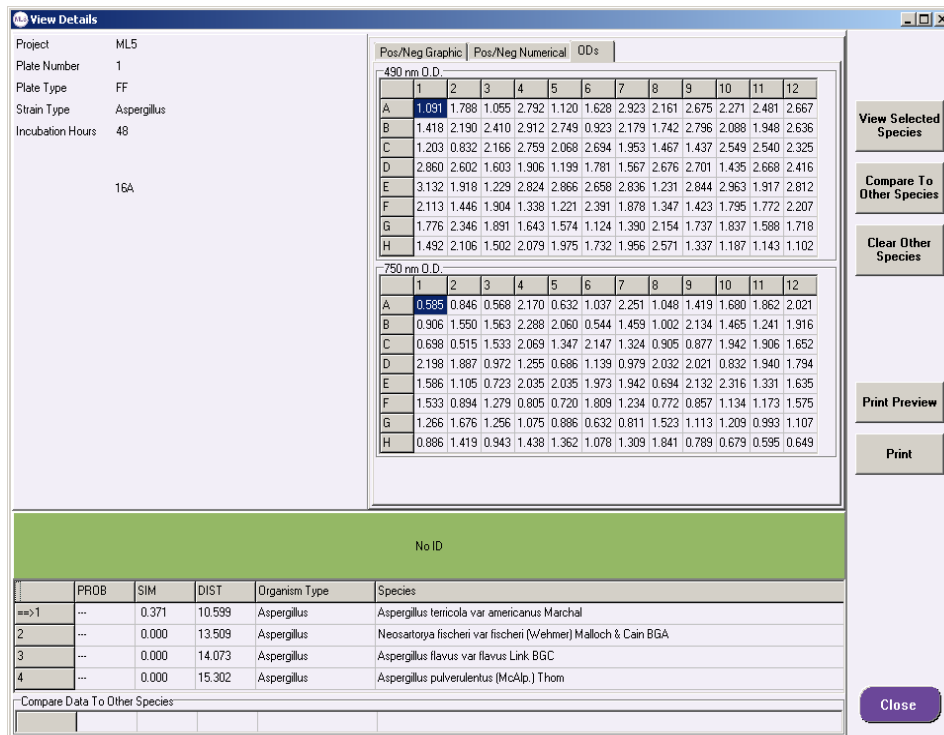 View Details
Project ML5
Plate Number 1
Plate Type FF
Strain Type Aspergillus
Incubation Hours 48
16A
Pos/Neg Graphic Pos/Neg Numerical ODs
490 nm O.D.
1 2 3 4 5 6 7 8 9 10 11 12
A 1.091 1.788 1.055 2.792 1.120 1.628 2.923 2.161 2.675 2.271 2.481 2.667
B 1.418 2.190 2.410 2.912 2.749 0.923 2.179 1.742 2.796 2.088 1.948 2.636
C 1.203 0.832 2.166 2.759 2.068 2.694 1.953 1.467 1.437 2.549 2.540 2.325
D 2.860 2.602 1.603 1.906 1.199 1.781 1.567 2.676 2.701 1.435 2.668 2.416
E 3.132 1.918 1.229 2.824 2.866 2.658 2.836 1.231 2.844 2.963 1.917 2.812
F 2.113 1.446 1.904 1.338 1.221 2.391 1.878 1.347 1.423 1.795 1.772 2.207
G 1.776 2.346 1.891 1.643 1.574 1.124 1.390 2.154 1.737 1.837 1.588 1.718
H 1.492 2.106 1.502 2.079 1.975 1.732 1.956 2.571 1.337 1.187 1.143 1.102
750 nm O.D.
1 2 3 4 5 6 7 8 9 10 11 12
A 0.585 0.846 0.568 2.170 0.632 1.037 2.251 1.048 1.419 1.680 1.862 2.021
B 0.906 1.550 1.563 2.288 2.060 0.544 1.459 1.002 2.134 1.465 1.241 1.916
C 0.698 0.515 1.533 2.069 1.347 2.147 1.324 0.905 0.877 1.942 1.906 1.652
D 2.198 1.887 0.972 1.255 0.686 1.139 0.979 2.032 2.021 0.832 1.940 1.794
E 1.586 1.105 0.723 2.035 2.035 1.973 1.942 0.694 2.132 2.316 1.331 1.635
F 1.533 0.894 1.279 0.805 0.720 1.809 1.234 0.772 0.857 1.134 1.173 1.575
G 1.266 1.676 1.256 1.075 0.886 0.632 0.811 1.523 1.113 1.209 0.993 1.107
H 0.886 1.419 0.943 1.438 1.362 1.078 1.309 1.841 0.789 0.679 0.595 0.649
View Selected
Species
Compare To
Other Species
Clear Other
Species
Print Preview
Print
No ID
PROB SIM DIST Organism Type Species
==>1 --- 0.371 10.599 Aspergillus Aspergillus terricola var americanus Marchal
2 --- 0.000 13.509 Aspergillus Neosartorya fischeri var fischeri (Wehmer) Malloch & Cain BGA
3 --- 0.000 14.073 Aspergillus Aspergillus flavus var flavus Link BGC
4 --- 0.000 15.302 Aspergillus Aspergillus pulverulentus (McAlp.) Thom
Compare Data To Other Species
Close